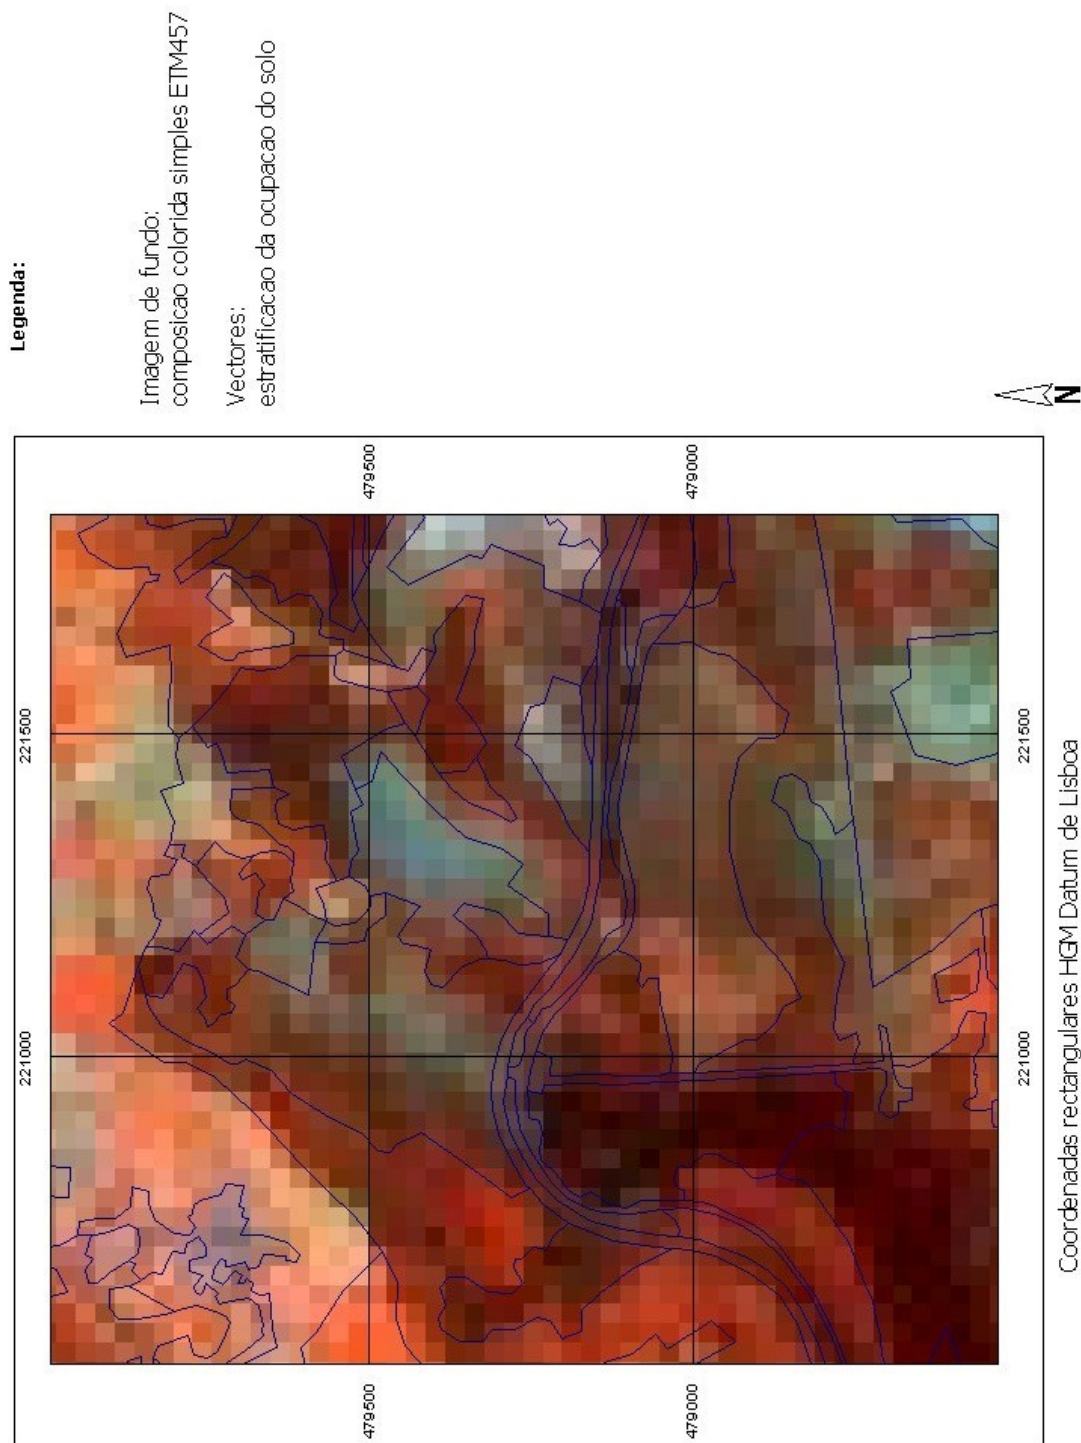 221000
221500
479500
479500
479000
479000
221000
221500
Coordenadas rectangulares HGM Datum de Lisboa
N
Legenda:
Imagem de fundo:
composicao colorida simples ETM457
Vectores:
estratificacao da ocupacao do solo